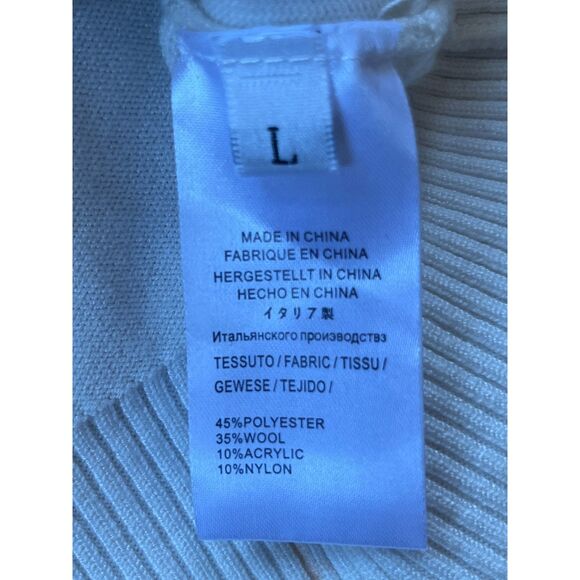 L
MADE IN CHINA
FABRIQUE EN CHINA
HERGESTELLT IN CHINA
HECHO EN CHINA
イタリア製
Итальянского производствз
TESSUTO / FABRIC / TISSU /
GEWESE / TEJIDO /
45%POLYESTER
35%WOOL
10%ACRYLIC
10%NYLON